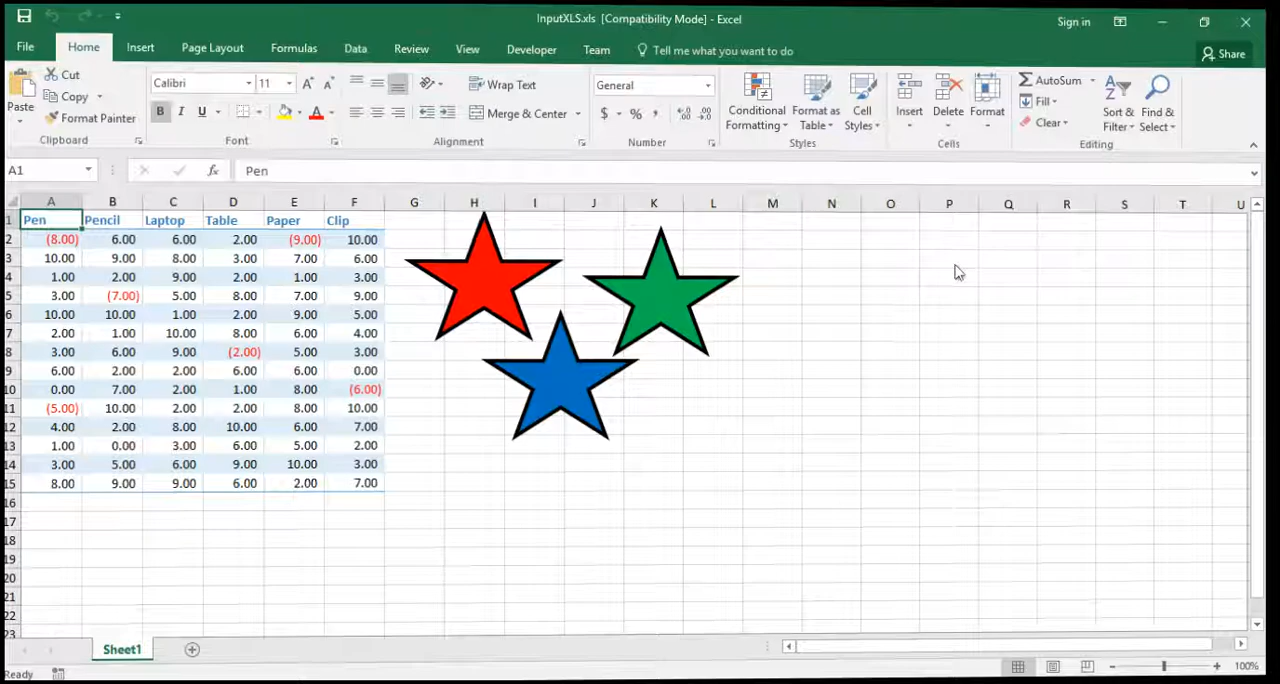 InputXLS.xls [Compatibility Mode] - Excel
Sign in
File Home Insert Page Layout Formulas Data Review View Developer Team Tell me what you want to do Share
Paste
Cut
Copy
Format Painter
Clipboard
Calibri 11
B I U
Font
Wrap Text
Merge & Center
Alignment
General
$ % ,
Number
Conditional Formatting
Format as Table
Cell Styles
Styles
Insert Delete Format
Cells
AutoSum
Fill
Clear
Sort & Filter
Find & Select
Editing
A1 fx Pen
A B C D E F G H I J K L M N O P Q R S T U
1 Pen Pencil Laptop Table Paper Clip
2 (8.00) 6.00 6.00 2.00 (9.00) 10.00
3 10.00 9.00 8.00 3.00 7.00 6.00
4 1.00 2.00 9.00 2.00 1.00 3.00
5 3.00 (7.00) 5.00 8.00 7.00 9.00
6 10.00 10.00 1.00 2.00 9.00 5.00
7 2.00 1.00 10.00 8.00 6.00 4.00
8 3.00 6.00 9.00 (2.00) 5.00 3.00
9 6.00 2.00 2.00 6.00 6.00 0.00
10 0.00 7.00 2.00 1.00 8.00 (6.00)
11 (5.00) 10.00 2.00 2.00 8.00 10.00
12 4.00 2.00 8.00 10.00 6.00 7.00
13 1.00 0.00 3.00 6.00 5.00 2.00
14 3.00 5.00 6.00 9.00 10.00 3.00
15 8.00 9.00 9.00 6.00 2.00 7.00
16
17
18
19
20
21
22
23
Sheet1
Ready
100%